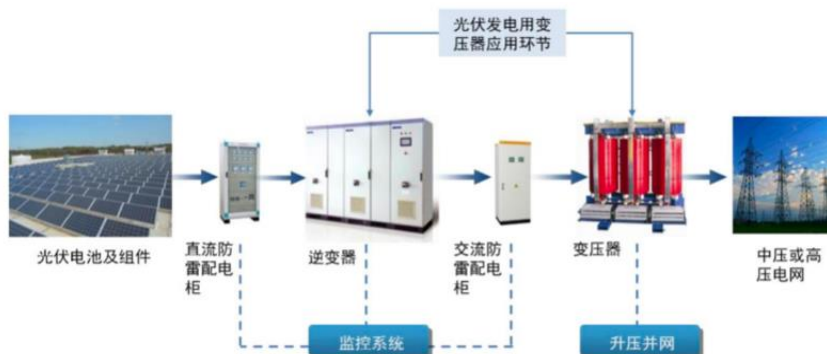 光伏发电用变
压器应用环节
光伏电池及组件
直流防
雷配电
柜
逆变器
交流防
雷配电
柜
变压器
中压或高
压电网
监控系统
升压并网